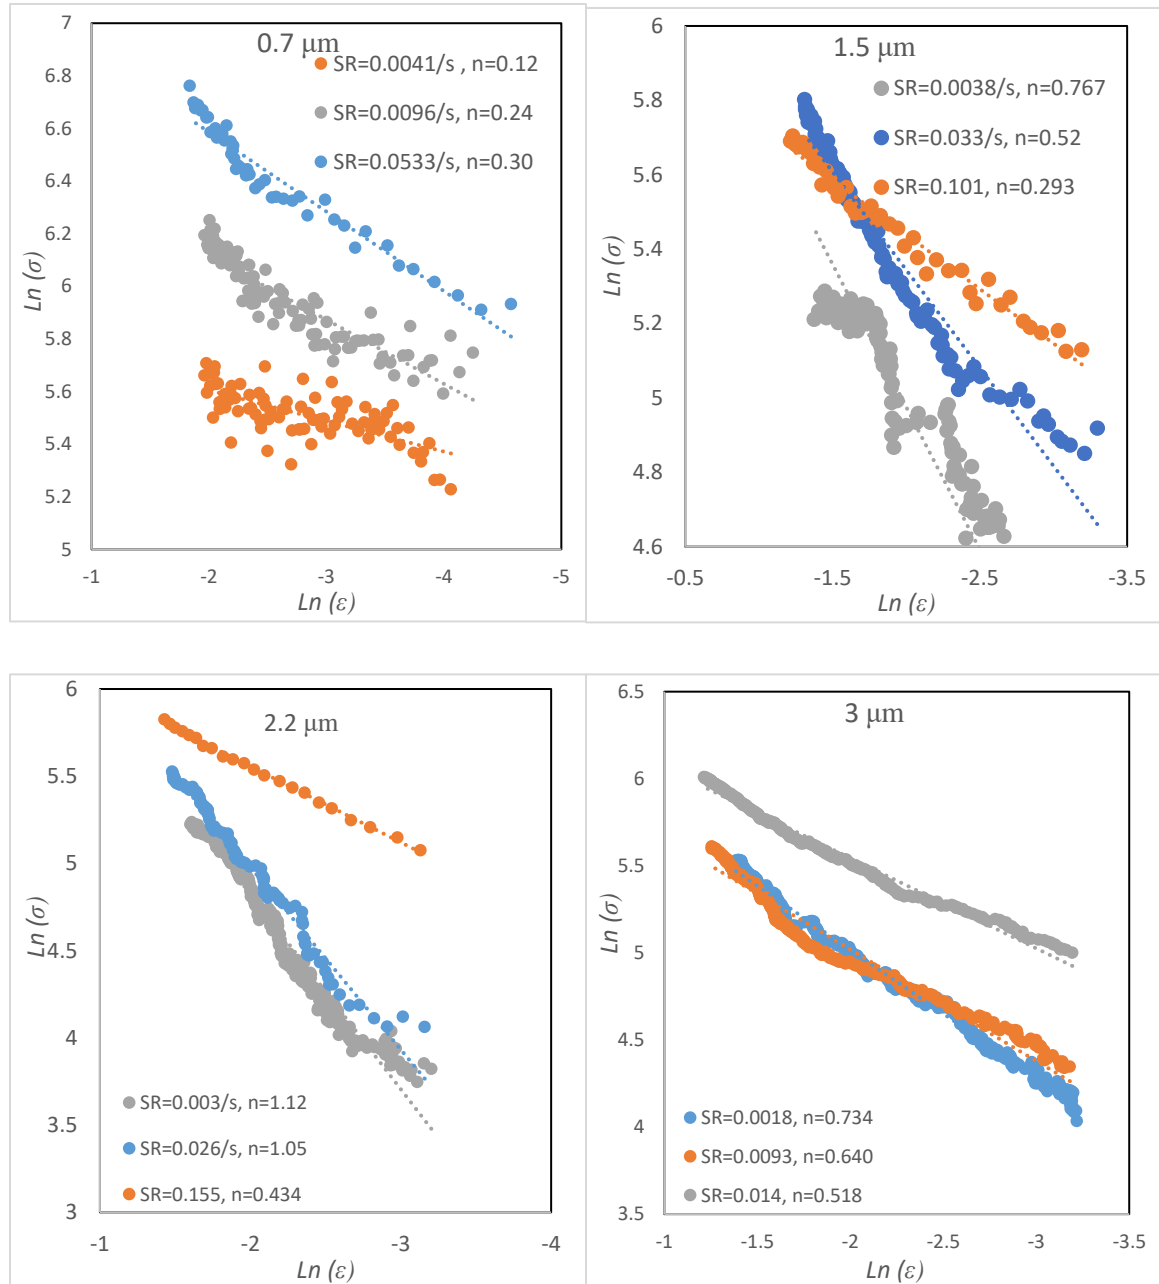 0.7 μm
SR=0.0041/s , n=0.12
SR=0.0096/s, n=0.24
SR=0.0533/s, n=0.30
7
6.8
6.6
6.4
6.2
6
5.8
5.6
5.4
5.2
5
Ln (σ)
-1
-2
-3
-4
-5
Ln (ε)
1.5 μm
SR=0.0038/s, n=0.767
SR=0.033/s, n=0.52
SR=0.101, n=0.293
6
5.8
5.6
5.4
5.2
5
4.8
4.6
Ln (σ)
-0.5
-1.5
-2.5
-3.5
Ln (ε)
2.2 μm
6
5.5
5
4.5
4
3.5
3
Ln (σ)
SR=0.003/s, n=1.12
SR=0.026/s, n=1.05
SR=0.155, n=0.434
-1
-2
-3
-4
Ln (ε)
3 μm
6.5
6
5.5
5
4.5
4
3.5
Ln (σ)
SR=0.0018, n=0.734
SR=0.0093, n=0.640
SR=0.014, n=0.518
-1
-1.5
-2
-2.5
-3
-3.5
Ln (ε)